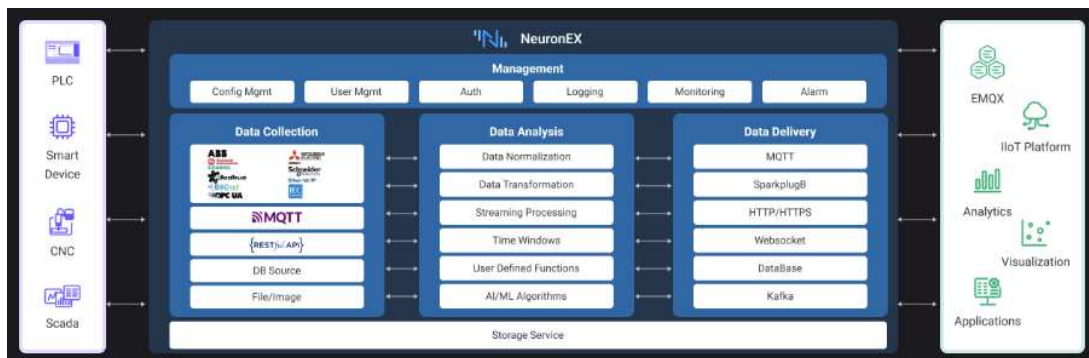 NeuronEX
Management
Config Mgmt
User Mgmt
Auth
Logging
Monitoring
Alarm
PLC
Smart
Device
CNC
Scada
Data Collection
ABB
Schneider
OPC UA
IEC
MQTT
{RESTful API}
DB Source
File/Image
Data Analysis
Data Normalization
Data Transformation
Streaming Processing
Time Windows
User Defined Functions
AI/ML Algorithms
Data Delivery
MQTT
SparkplugB
HTTP/HTTPS
Websocket
DataBase
Kafka
Storage Service
EMQX
IIoT Platform
Analytics
Visualization
Applications